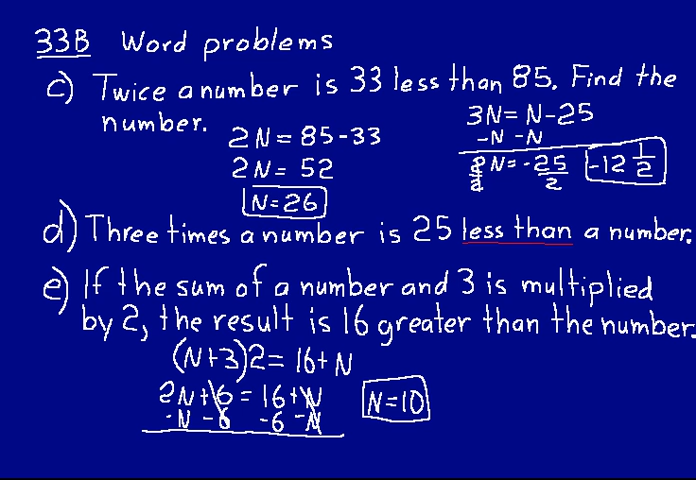 33B Word problems
c) Twice a number is 33 less than 85. Find the
number.
2N = 85-33
2N = 52
N=26
3N = N-25
-N -N
2N = -25
2 2
-12 1/2
d) Three times a number is 25 less than a number.
e) If the sum of a number and 3 is multiplied
by 2, the result is 16 greater than the number.
(N+3)2 = 16+N
2N+6 = 16+N
-N -6 -6 -N
N=10